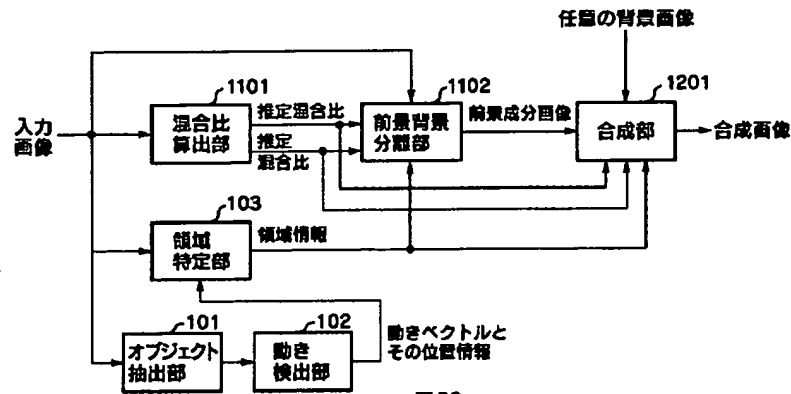 任意の背景画像
1101
1102
1201
入力
画像
混合比
算出部
推定混合比
推定
混合比
前景背景
分離部
前景成分画像
合成部
合成画像
103
領域
特定部
領域情報
101
オブジェクト
抽出部
102
動き
検出部
動きベクトルと
その位置情報